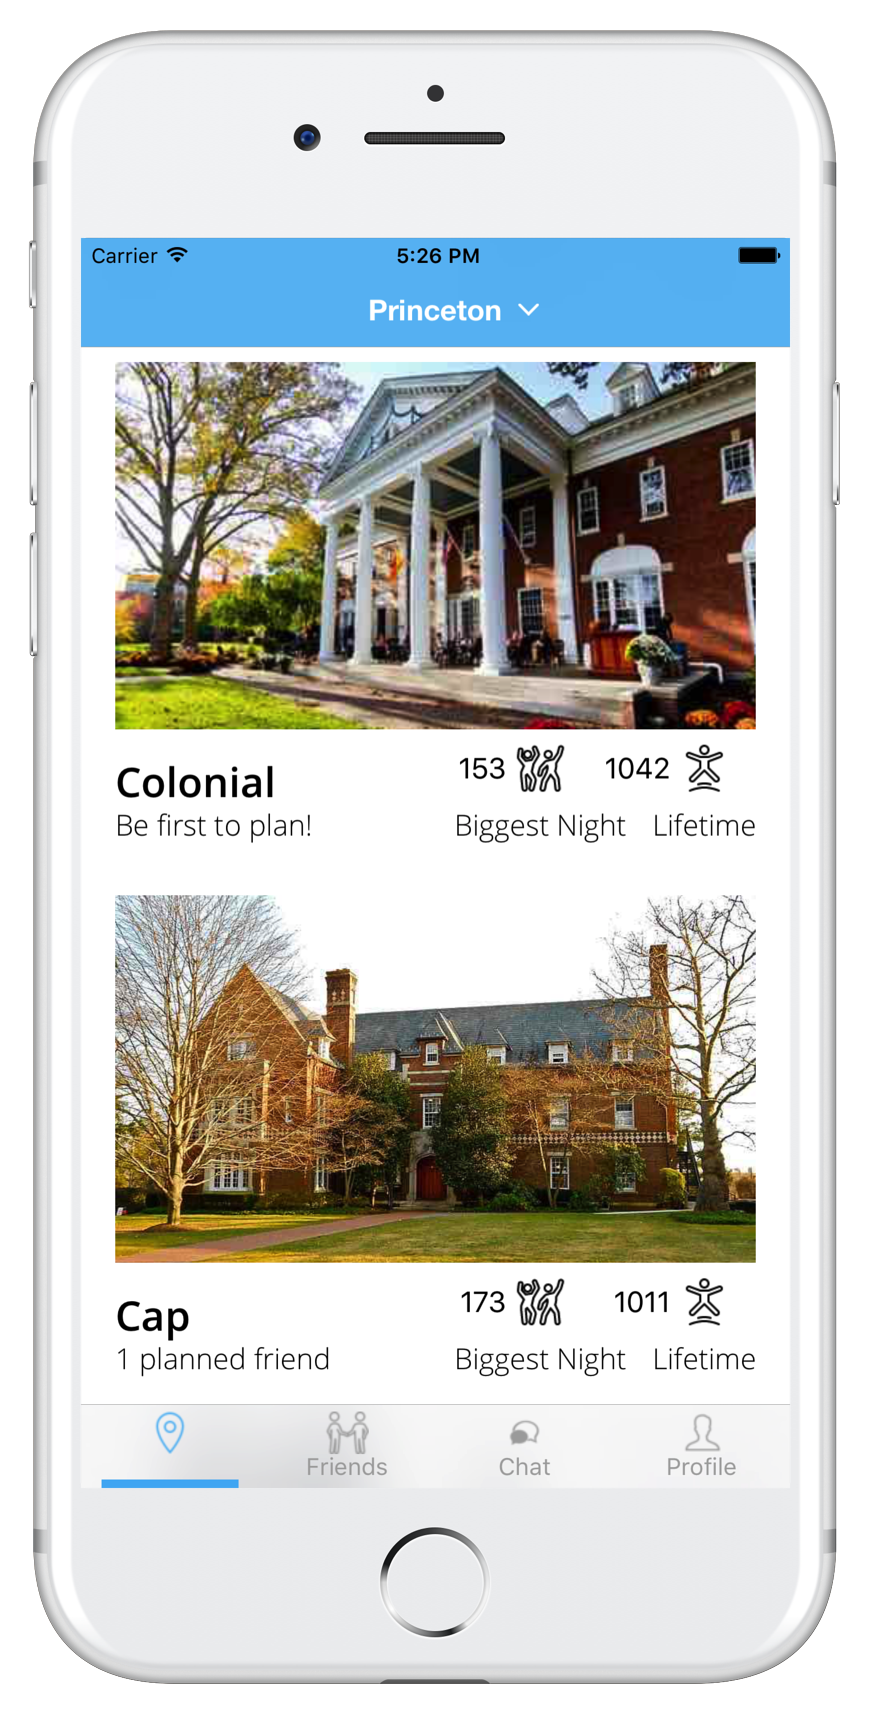 Carrier 5:26 PM
Princeton
153 1042
Colonial
Be first to plan! Biggest Night Lifetime
173 1011
Cap
1 planned friend Biggest Night Lifetime
Friends Chat Profile